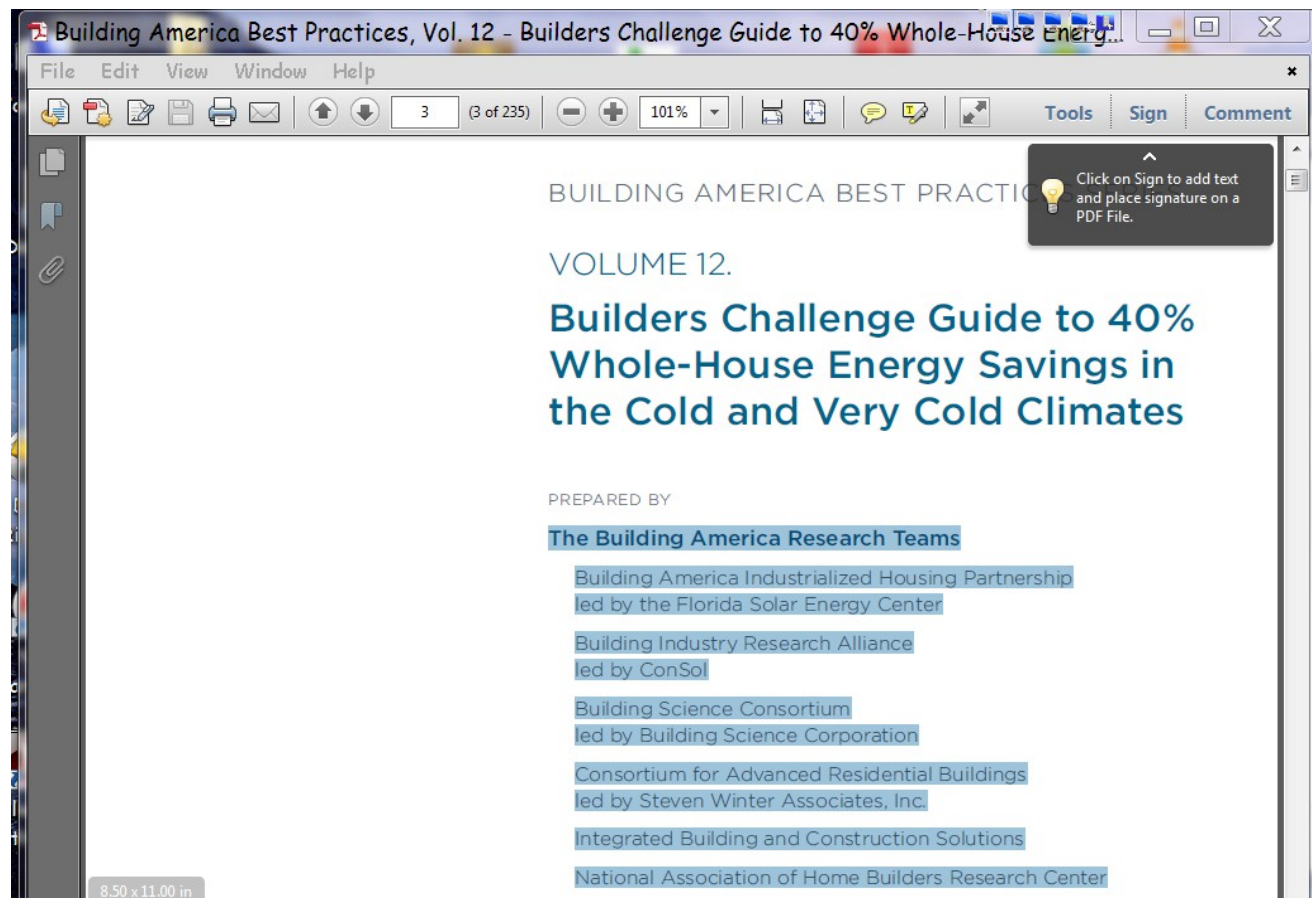 Building America Best Practices, Vol. 12 - Builders Challenge Guide to 40% Whole-House Energ...
File Edit View Window Help
3 (3 of 235) 101% Tools Sign Comment
Click on Sign to add text
and place signature on a
PDF File.
BUILDING AMERICA BEST PRACTICES SERIES
VOLUME 12.
Builders Challenge Guide to 40%
Whole-House Energy Savings in
the Cold and Very Cold Climates
PREPARED BY
The Building America Research Teams
Building America Industrialized Housing Partnership
led by the Florida Solar Energy Center
Building Industry Research Alliance
led by ConSol
Building Science Consortium
led by Building Science Corporation
Consortium for Advanced Residential Buildings
led by Steven Winter Associates, Inc.
Integrated Building and Construction Solutions
National Association of Home Builders Research Center
8.50 x 11.00 in